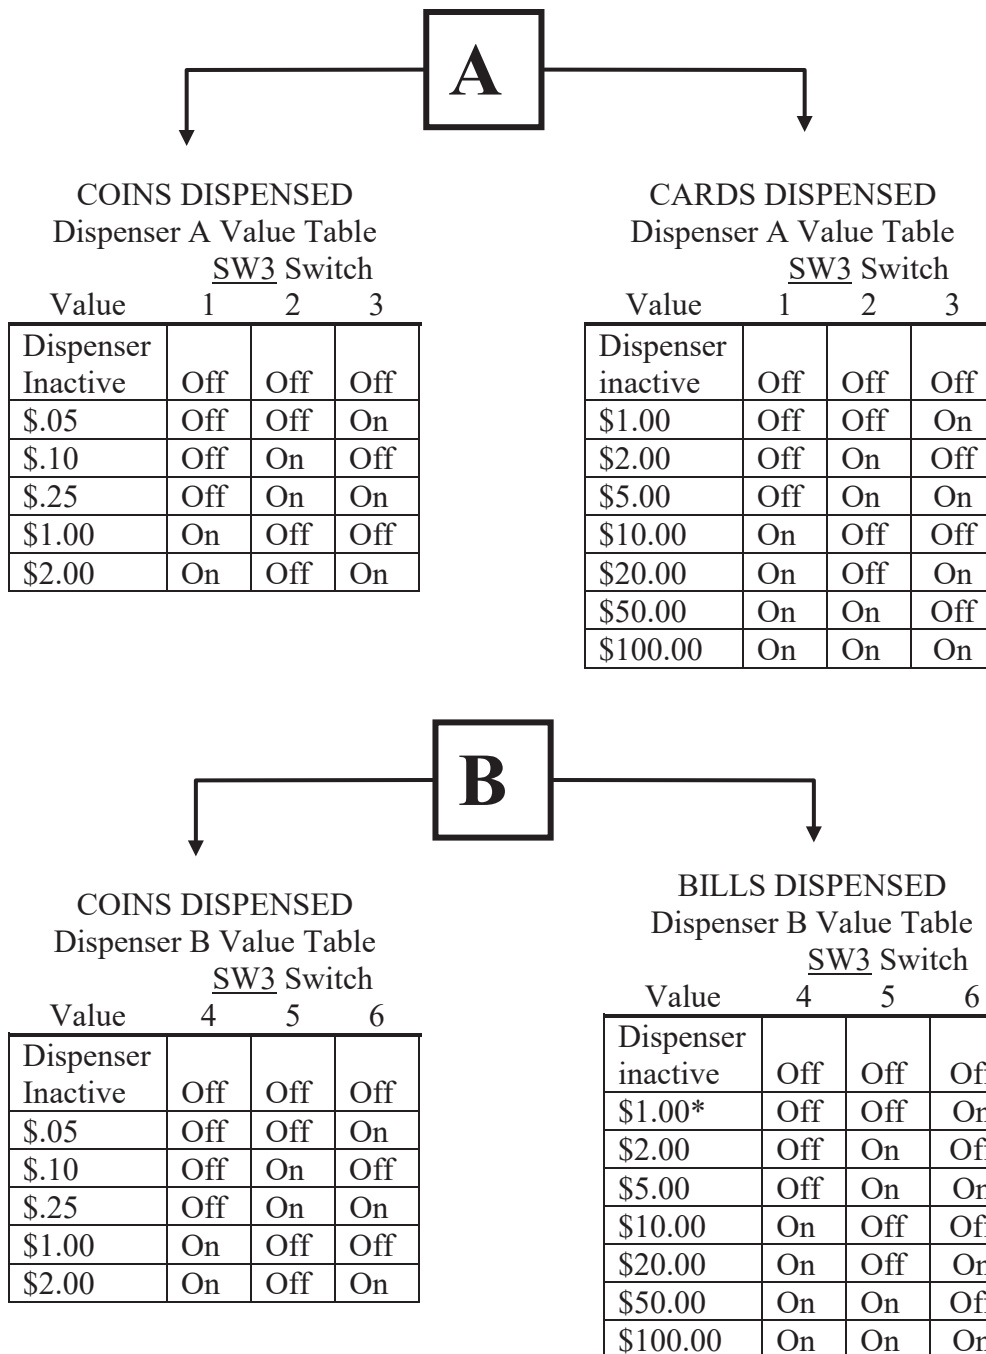 A
COINS DISPENSED
Dispenser A Value Table
SW3 Switch
Value 1 2 3
Dispenser
Inactive Off Off Off
$.05 Off Off On
$.10 Off On Off
$.25 Off On On
$1.00 On Off Off
$2.00 On Off On
CARDS DISPENSED
Dispenser A Value Table
SW3 Switch
Value 1 2 3
Dispenser
inactive Off Off Off
$1.00 Off Off On
$2.00 Off On Off
$5.00 Off On On
$10.00 On Off Off
$20.00 On Off On
$50.00 On On Off
$100.00 On On On
B
COINS DISPENSED
Dispenser B Value Table
SW3 Switch
Value 4 5 6
Dispenser
Inactive Off Off Off
$.05 Off Off On
$.10 Off On Off
$.25 Off On On
$1.00 On Off Off
$2.00 On Off On
BILLS DISPENSED
Dispenser B Value Table
SW3 Switch
Value 4 5 6
Dispenser
inactive Off Off Off
$1.00* Off Off On
$2.00 Off On Off
$5.00 Off On On
$10.00 On Off Off
$20.00 On Off On
$50.00 On On Off
$100.00 On On On